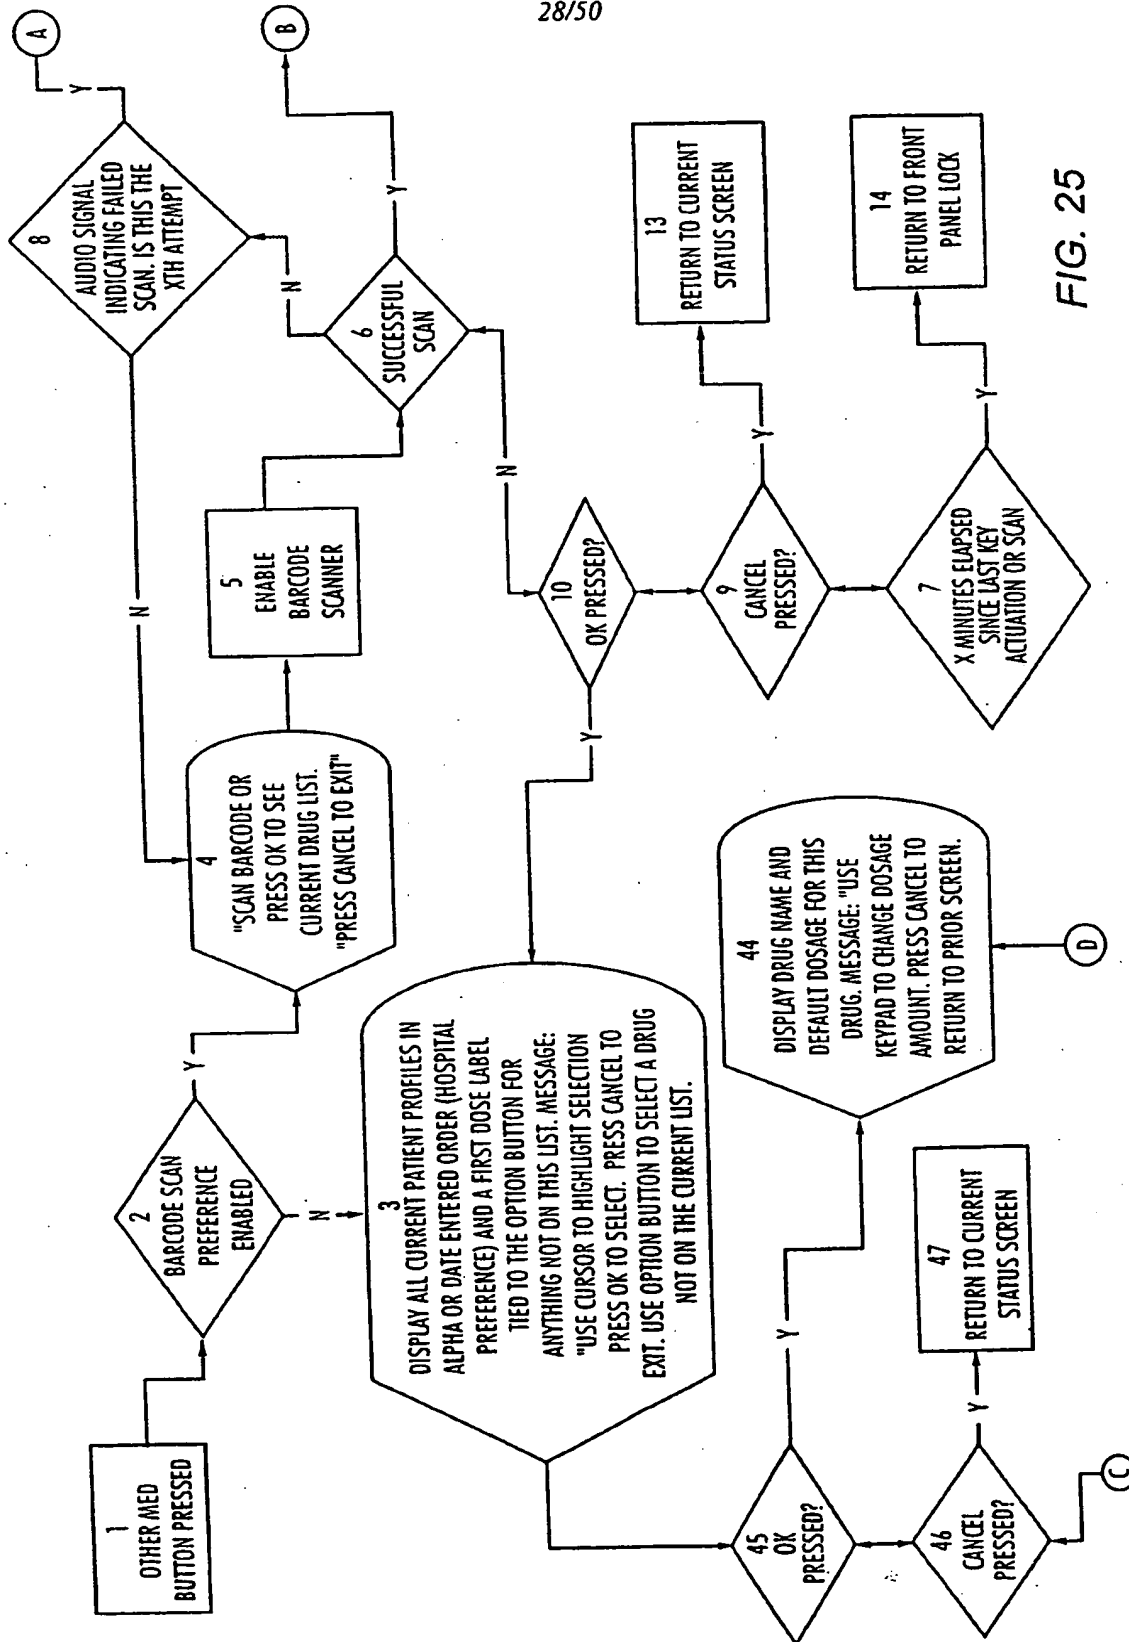 28/50
1
OTHER MED
BUTTON PRESSED
2
BARCODE SCAN
PREFERENCE
ENABLED
Y
N
4
"SCAN BARCODE OR
PRESS OK TO SEE
CURRENT DRUG LIST.
"PRESS CANCEL TO EXIT"
5
ENABLE
BARCODE
SCANNER
6
SUCCESSFUL
SCAN
Y
B
N
8
AUDIO SIGNAL
INDICATING FAILED
SCAN. IS THIS THE
XTH ATTEMPT
Y
A
N
N
10
OK PRESSED?
Y
9
CANCEL
PRESSED?
Y
13
RETURN TO CURRENT
STATUS SCREEN
7
X MINUTES ELAPSED
SINCE LAST KEY
ACTUATION OR SCAN
Y
14
RETURN TO FRONT
PANEL LOCK
3
DISPLAY ALL CURRENT PATIENT PROFILES IN
ALPHA OR DATE ENTERED ORDER (HOSPITAL
PREFERENCE) AND A FIRST DOSE LABEL
TIED TO THE OPTION BUTTON FOR
ANYTHING NOT ON THIS LIST. MESSAGE:
"USE CURSOR TO HIGHLIGHT SELECTION
PRESS OK TO SELECT. PRESS CANCEL TO
EXIT. USE OPTION BUTTON TO SELECT A DRUG
NOT ON THE CURRENT LIST.
45
OK
PRESSED?
Y
44
DISPLAY DRUG NAME AND
DEFAULT DOSAGE FOR THIS
DRUG. MESSAGE: "USE
KEYPAD TO CHANGE DOSAGE
AMOUNT. PRESS CANCEL TO
RETURN TO PRIOR SCREEN.
D
46
CANCEL
PRESSED?
Y
47
RETURN TO CURRENT
STATUS SCREEN
C
FIG. 25